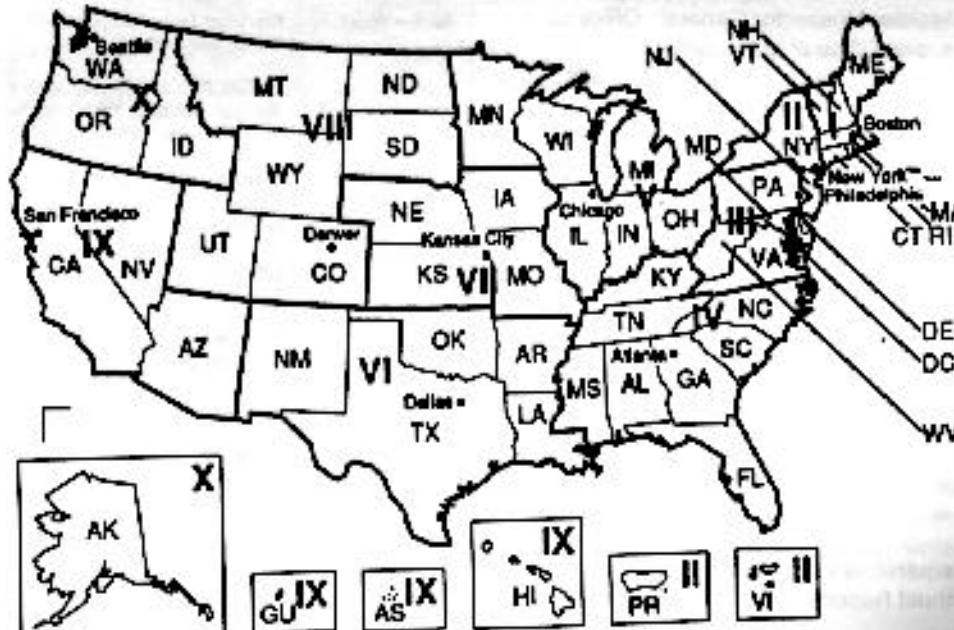 NH
VT
NJ
ME
Seattle
WA
MT
ND
MN
X
OR
VIII
II
Boston
ID
SD
WI
MI
MD
NY
WY
PA
New York
Philadelphia
IA
NE
Chicago
OH
III
MA
San Francisco
Denver
Kansas City
IL
IN
CT RI
IX
UT
VA
CA
NV
CO
KS
VI
MO
KY
TN
IV
NC
DE
AZ
OK
AR
SC
NM
VI
Atlanta
DC
MS
AL
GA
Dallas
LA
TX
WV
FL
X
AK
IX
HI
IX
GU
IX
AS
II
PR
II
VI